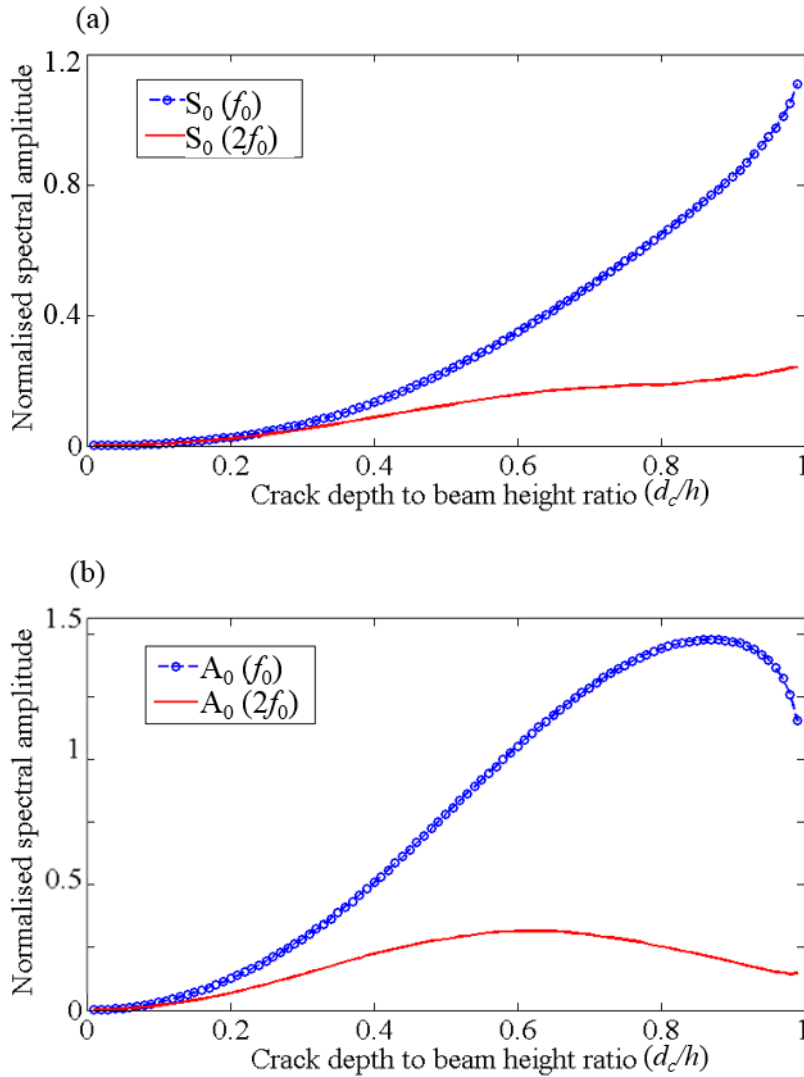 (a)
1.2
0.8
0.4
0
Normalised spectral amplitude
S₀ (f₀)
S₀ (2f₀)
0 0.2 0.4 0.6 0.8 1
Crack depth to beam height ratio (d_c/h)
(b)
1.5
1
0.5
0
Normalised spectral amplitude
A₀ (f₀)
A₀ (2f₀)
0 0.2 0.4 0.6 0.8 1
Crack depth to beam height ratio (d_c/h)